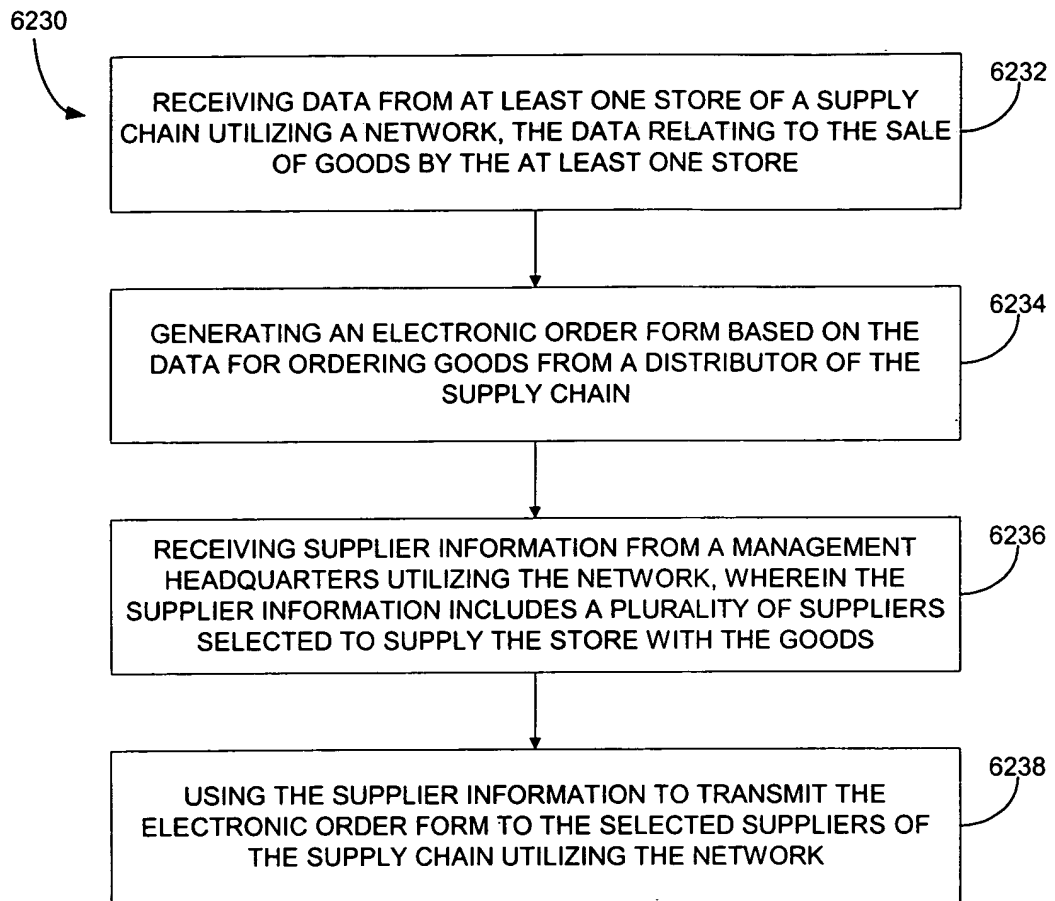 6230
6232
RECEIVING DATA FROM AT LEAST ONE STORE OF A SUPPLY
CHAIN UTILIZING A NETWORK, THE DATA RELATING TO THE SALE
OF GOODS BY THE AT LEAST ONE STORE
6234
GENERATING AN ELECTRONIC ORDER FORM BASED ON THE
DATA FOR ORDERING GOODS FROM A DISTRIBUTOR OF THE
SUPPLY CHAIN
6236
RECEIVING SUPPLIER INFORMATION FROM A MANAGEMENT
HEADQUARTERS UTILIZING THE NETWORK, WHEREIN THE
SUPPLIER INFORMATION INCLUDES A PLURALITY OF SUPPLIERS
SELECTED TO SUPPLY THE STORE WITH THE GOODS
6238
USING THE SUPPLIER INFORMATION TO TRANSMIT THE
ELECTRONIC ORDER FORM TO THE SELECTED SUPPLIERS OF
THE SUPPLY CHAIN UTILIZING THE NETWORK